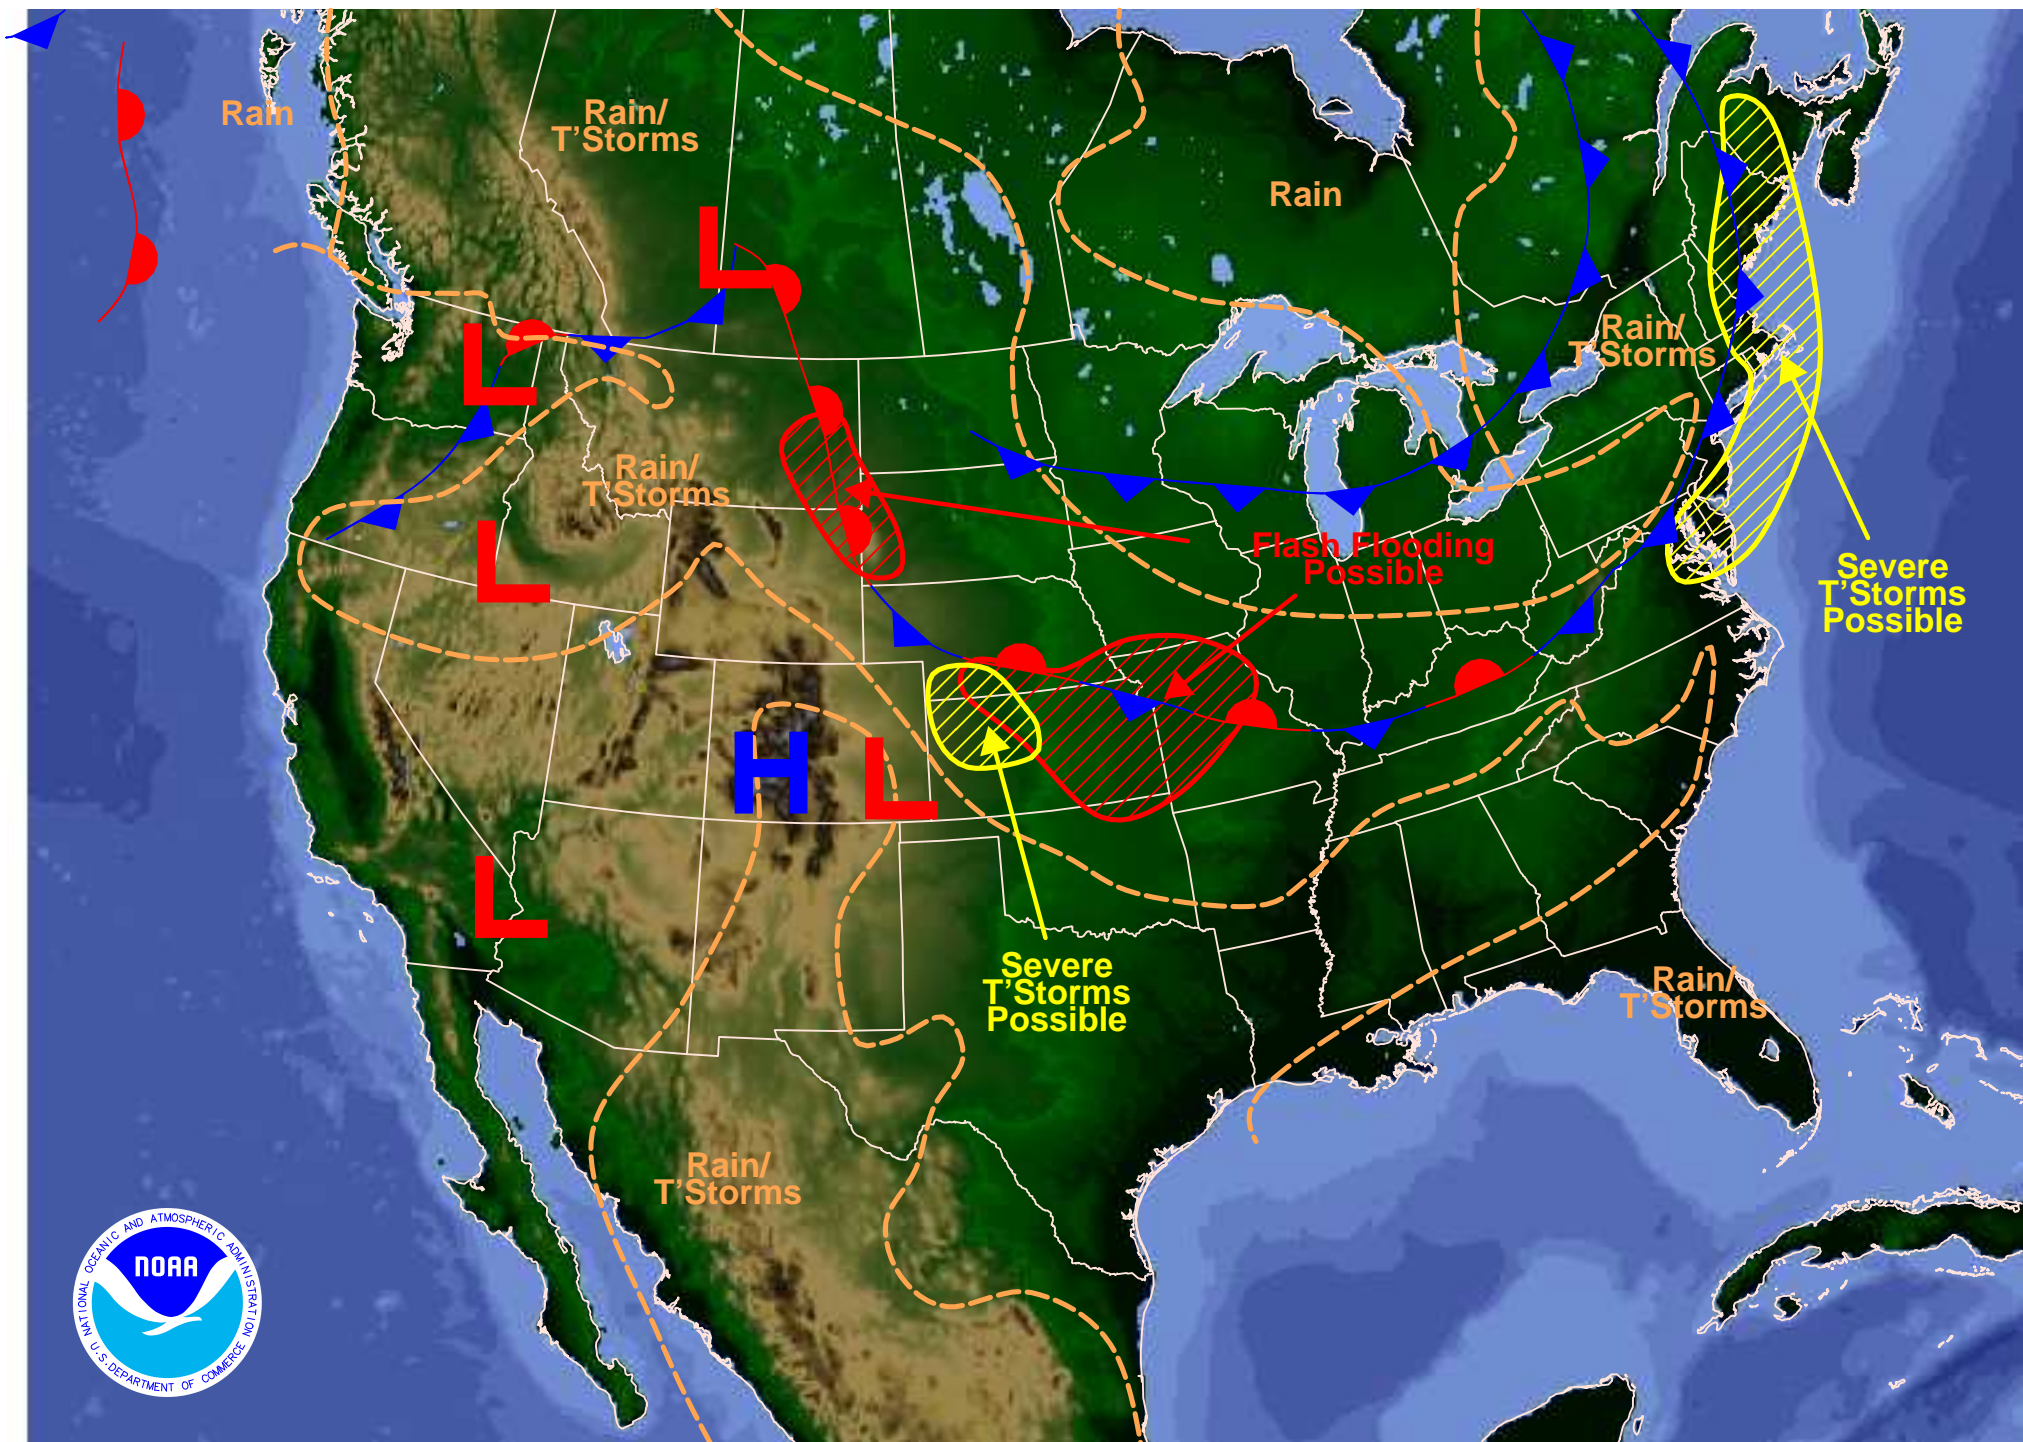 Rain
Rain/
T'Storms
Rain
L
Rain/
T'Storms
L
Rain/
T'Storms
Flash Flooding
Possible
Severe
T'Storms
Possible
L
H
L
L
Severe
T'Storms
Possible
Rain/
T'Storms
Rain/
T'Storms
NATIONAL OCEANIC AND ATMOSPHERIC ADMINISTRATION
NOAA
U.S. DEPARTMENT OF COMMERCE